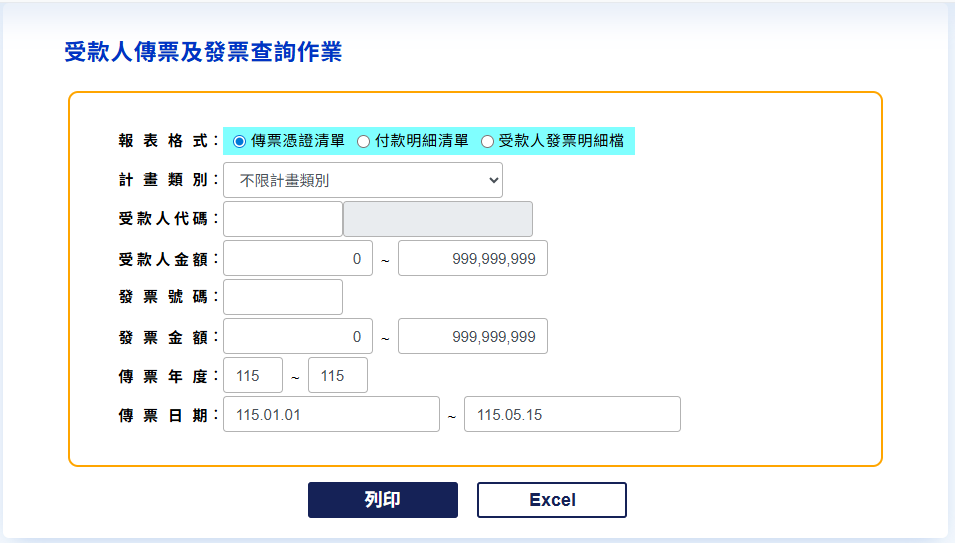 受款人傳票及發票查詢作業
報表格式： 傳票憑證清單 付款明細清單 受款人發票明細檔
計畫類別： 不限計畫類別
受款人代碼：
受款人金額： 0 ~ 999,999,999
發票號碼：
發票金額： 0 ~ 999,999,999
傳票年度： 115 ~ 115
傳票日期： 115.01.01 ~ 115.05.15
列印 Excel